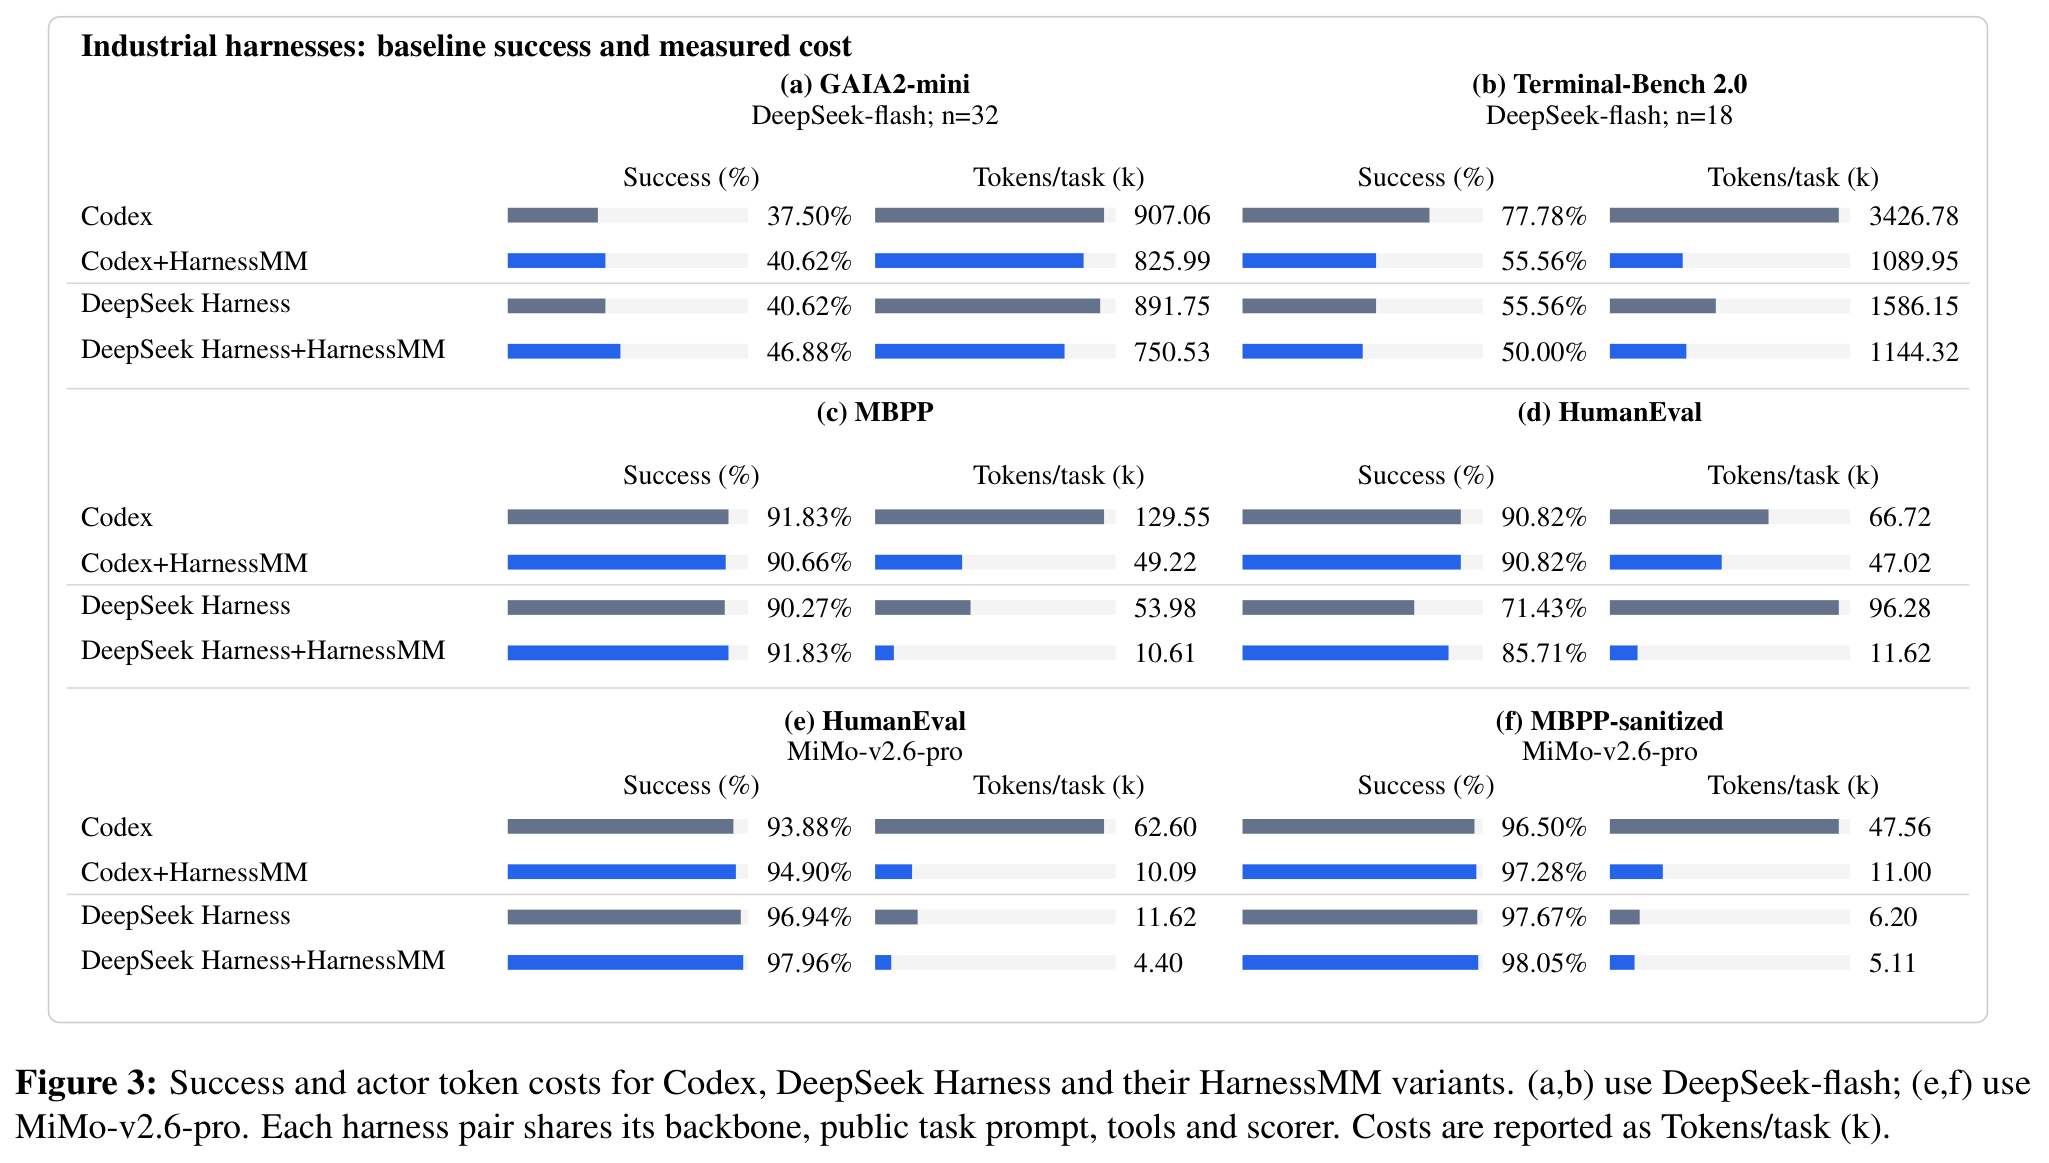 Industrial harnesses: baseline success and measured cost
(a) GAIA2-mini (b) Terminal-Bench 2.0
DeepSeek-flash; n=32 DeepSeek-flash; n=18
Success (%) Tokens/task (k) Success (%) Tokens/task (k)
Codex 37.50% 907.06 77.78% 3426.78
Codex+HarnessMM 40.62% 825.99 55.56% 1089.95
DeepSeek Harness 40.62% 891.75 55.56% 1586.15
DeepSeek Harness+HarnessMM 46.88% 750.53 50.00% 1144.32
(c) MBPP (d) HumanEval
Success (%) Tokens/task (k) Success (%) Tokens/task (k)
Codex 91.83% 129.55 90.82% 66.72
Codex+HarnessMM 90.66% 49.22 90.82% 47.02
DeepSeek Harness 90.27% 53.98 71.43% 96.28
DeepSeek Harness+HarnessMM 91.83% 10.61 85.71% 11.62
(e) HumanEval (f) MBPP-sanitized
MiMo-v2.6-pro MiMo-v2.6-pro
Success (%) Tokens/task (k) Success (%) Tokens/task (k)
Codex 93.88% 62.60 96.50% 47.56
Codex+HarnessMM 94.90% 10.09 97.28% 11.00
DeepSeek Harness 96.94% 11.62 97.67% 6.20
DeepSeek Harness+HarnessMM 97.96% 4.40 98.05% 5.11
Figure 3: Success and actor token costs for Codex, DeepSeek Harness and their HarnessMM variants. (a,b) use DeepSeek-flash; (e,f) use
MiMo-v2.6-pro. Each harness pair shares its backbone, public task prompt, tools and scorer. Costs are reported as Tokens/task (k).